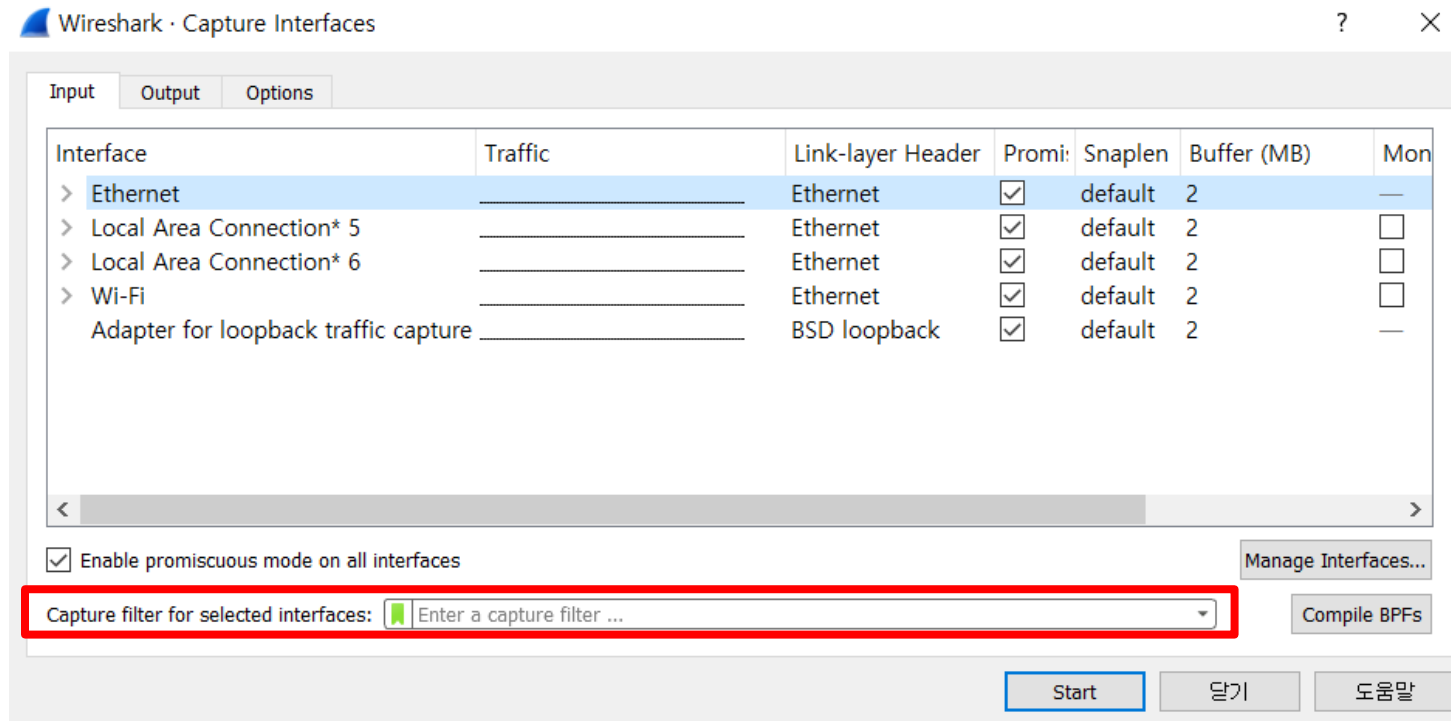 Wireshark · Capture Interfaces ?
Input Output Options
Interface Traffic Link-layer Header Promi Snaplen Buffer (MB) Mon
Ethernet Ethernet default 2 —
Local Area Connection* 5 Ethernet default 2
Local Area Connection* 6 Ethernet default 2
Wi-Fi Ethernet default 2
Adapter for loopback traffic capture BSD loopback default 2 —
Enable promiscuous mode on all interfaces Manage Interfaces...
Capture filter for selected interfaces: Enter a capture filter ... Compile BPFs
Start 닫기 도움말